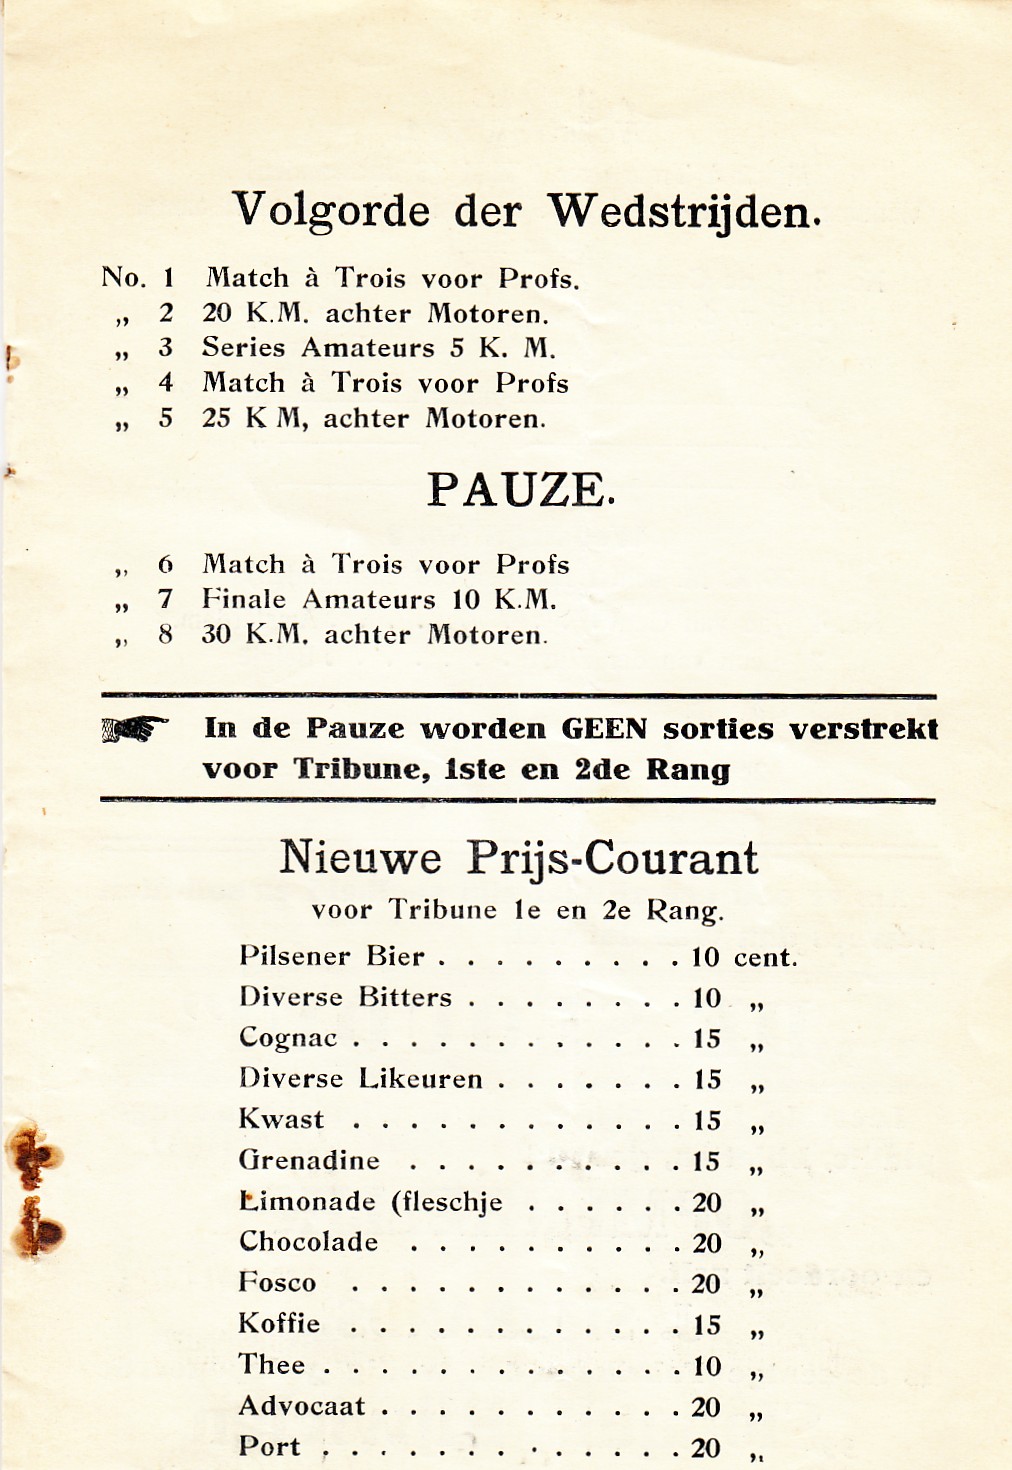 Volgorde der Wedstrijden.
No. 1 Match à Trois voor Profs.
„ 2 20 K.M. achter Motoren.
„ 3 Series Amateurs 5 K. M.
„ 4 Match à Trois voor Profs
„ 5 25 K M, achter Motoren.
PAUZE.
„ 6 Match à Trois voor Profs
„ 7 Finale Amateurs 10 K.M.
„ 8 30 K.M. achter Motoren.
In de Pauze worden GEEN sorties verstrekt
voor Tribune, 1ste en 2de Rang
Nieuwe Prijs-Courant
voor Tribune 1e en 2e Rang.
Pilsener Bier . . . . . . . . . 10 cent.
Diverse Bitters . . . . . . . . 10 „
Cognac . . . . . . . . . . . . 15 „
Diverse Likeuren . . . . . . . 15 „
Kwast . . . . . . . . . . . . 15 „
Grenadine . . . . . . . . . . 15 „
Limonade (fleschje . . . . . . 20 „
Chocolade . . . . . . . . . . 20 „
Fosco . . . . . . . . . . . . 20 „
Koffie . . . . . . . . . . . . 15 „
Thee . . . . . . . . . . . . . 10 „
Advocaat . . . . . . . . . . . 20 „
Port . . . . . . . . . . . . . 20 „